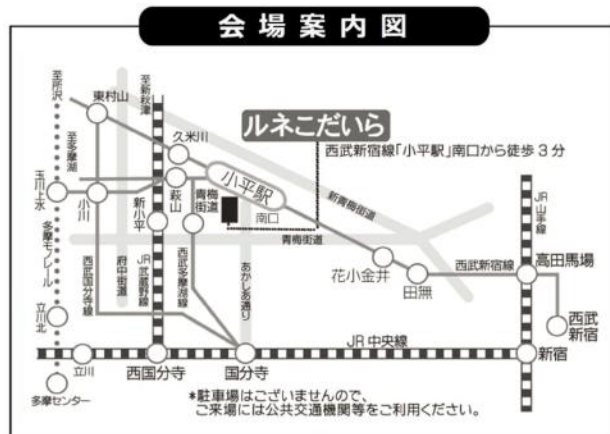 会場案内図
至所沢
東村山
至新秋津
久米川
ルネこだいら
西武新宿線「小平駅」南口から徒歩3分
至多摩湖
小平駅
玉川上水
小川
新小平
萩山
青梅街道
南口
新青梅街道
青梅街道
JR山手線
多摩モノレール
西武国分寺線
府中街道
JR武蔵野線
西武多摩湖線
あかしあ通り
花小金井
田無
西武新宿線
高田馬場
立川北
西武新宿
JR中央線
立川
西国分寺
国分寺
新宿
多摩センター
*駐車場はございませんので、
ご来場には公共交通機関等をご利用ください。